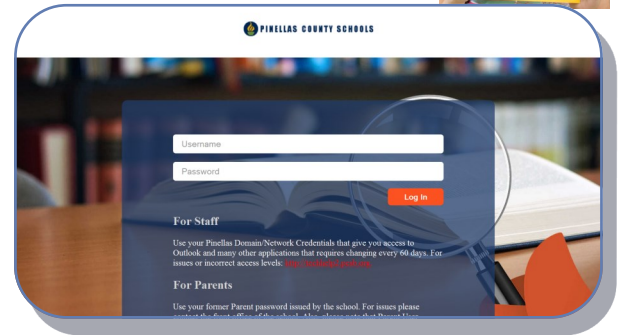 PINELLAS COUNTY SCHOOLS
Username
Password
Log In
For Staff
Use your Pinellas Domain/Network Credentials that give you access to
Outlook and many other applications that requires changing every 60 days. For
issues or incorrect access levels:
For Parents
Use your former Parent password issued by the school. For issues please
contact the front office of the school. Also, please note that Parent User